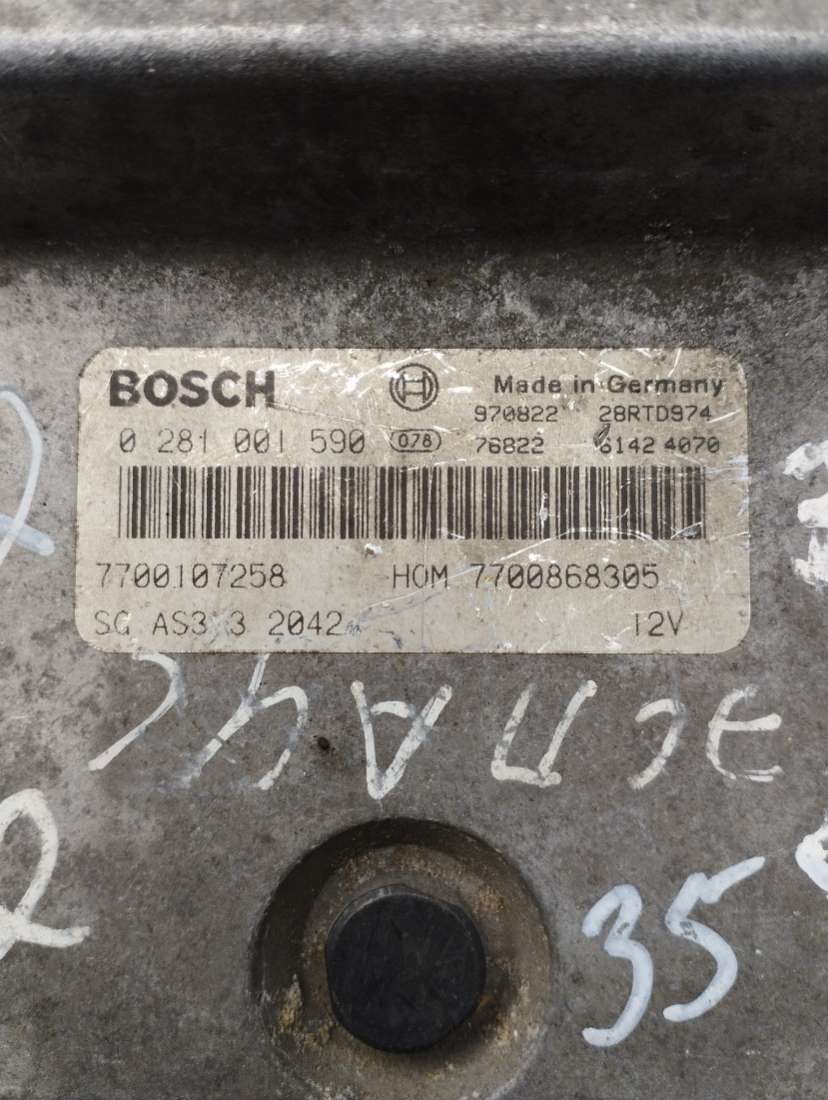 BOSCH Made in Germany
970822 28RTD974
0 281 001 590 078 76822 6142 4070
7700107258 HOM 7700868305
SG AS3 3 2042 12V
35